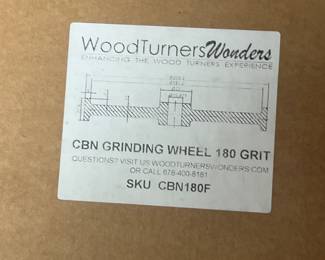 WoodTurnersWonders
ENHANCING THE WOOD TURNERS EXPERIENCE
CBN GRINDING WHEEL 180 GRIT
QUESTIONS? VISIT US WOODTURNERSWONDERS.COM
OR CALL 678-400-8181
SKU CBN180F